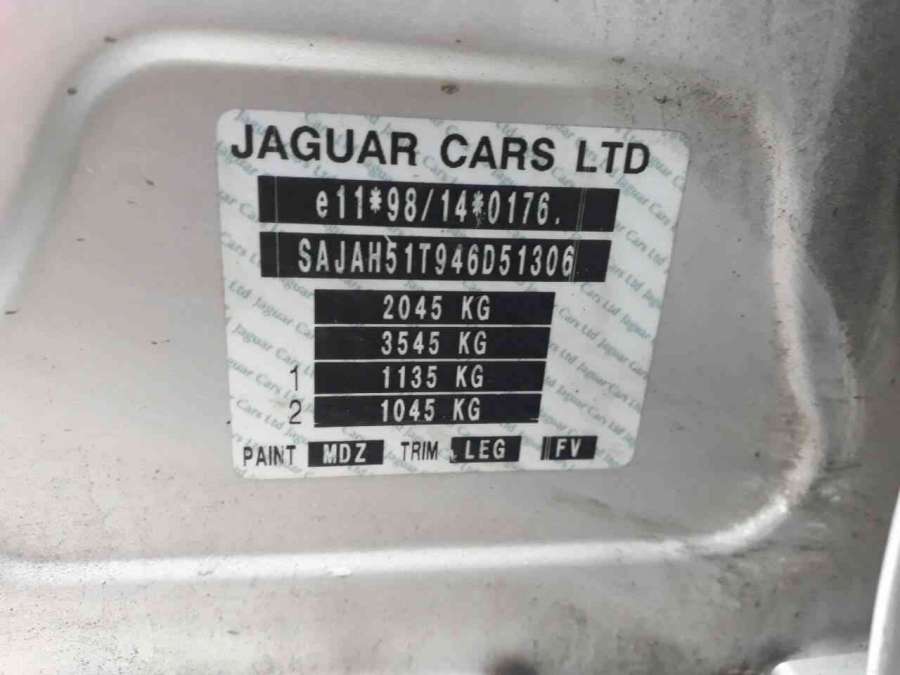 JAGUAR CARS LTD
e11*98/14*0176.
SAJAH51T946D51306
2045 KG
3545 KG
1 1135 KG
2 1045 KG
PAINT MDZ TRIM LEG FV